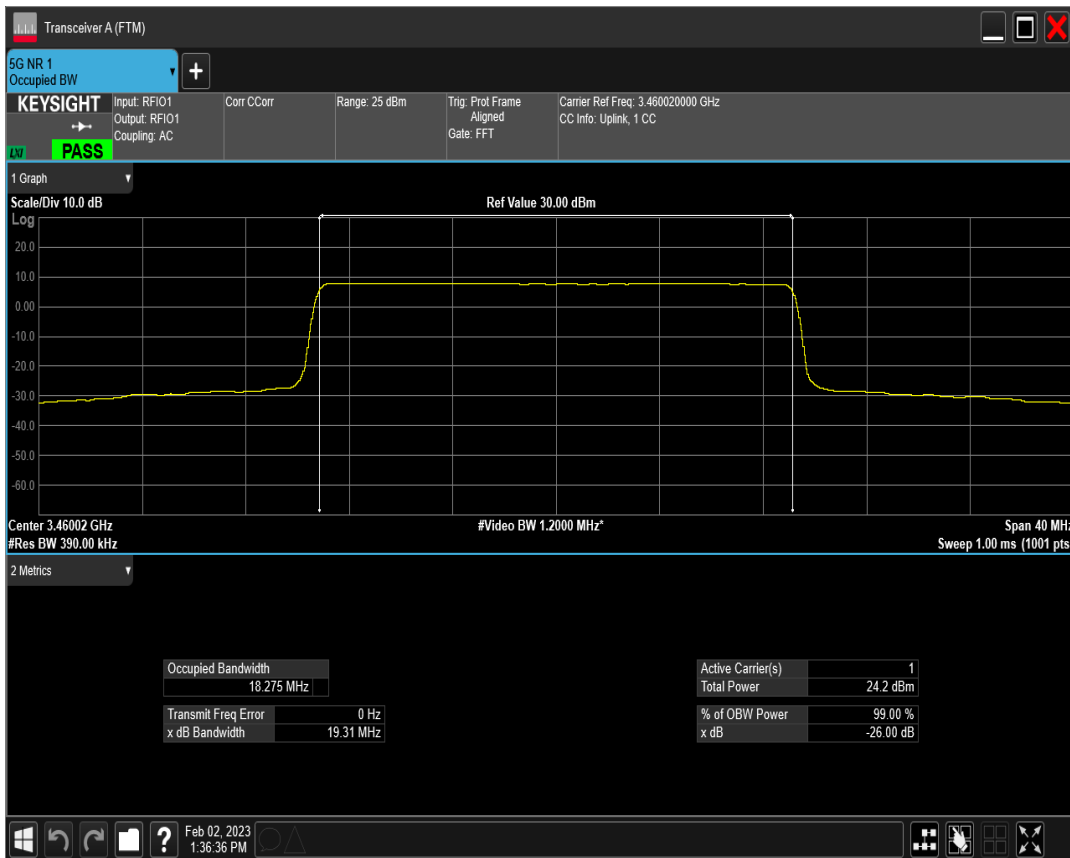 Transceiver A (FTM)
5G NR 1
Occupied BW
+
KEYSIGHT
LXI
PASS
Input: RFIO1
Output: RFIO1
Coupling: AC
Corr CCorr
Range: 25 dBm
Trig: Prot Frame
Aligned
Gate: FFT
Carrier Ref Freq: 3.460020000 GHz
CC Info: Uplink, 1 CC
1 Graph
Scale/Div 10.0 dB
Ref Value 30.00 dBm
Log
20.0
10.0
0.00
-10.0
-20.0
-30.0
-40.0
-50.0
-60.0
Center 3.46002 GHz
#Video BW 1.2000 MHz*
Span 40 MHz
#Res BW 390.00 kHz
Sweep 1.00 ms (1001 pts
2 Metrics
Occupied Bandwidth
18.275 MHz
Transmit Freq Error 0 Hz
x dB Bandwidth 19.31 MHz
Active Carrier(s) 1
Total Power 24.2 dBm
% of OBW Power 99.00 %
x dB -26.00 dB
?
Feb 02, 2023
1:36:36 PM